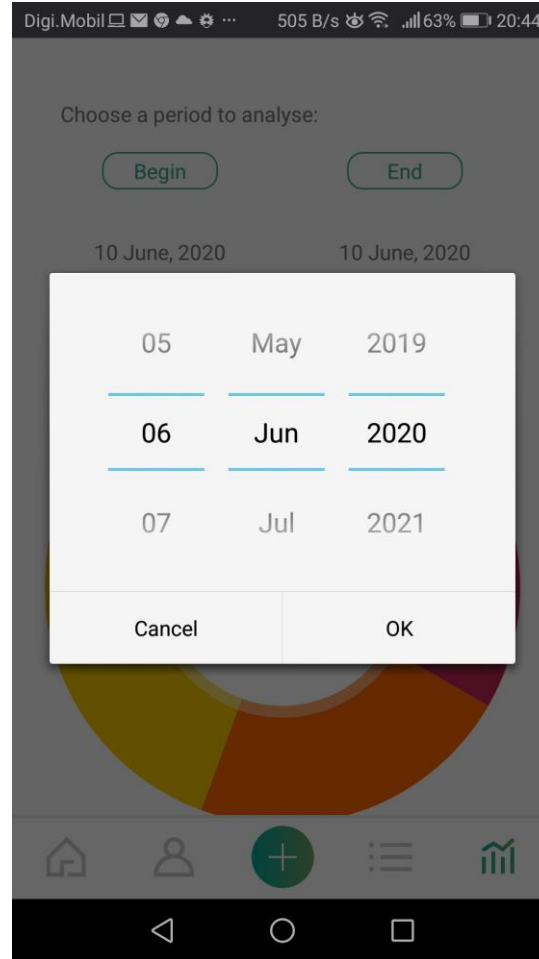 Digi.Mobil ... 505 B/s 63% 20:44
Choose a period to analyse:
Begin End
10 June, 2020 10 June, 2020
05 May 2019
06 Jun 2020
07 Jul 2021
Cancel OK